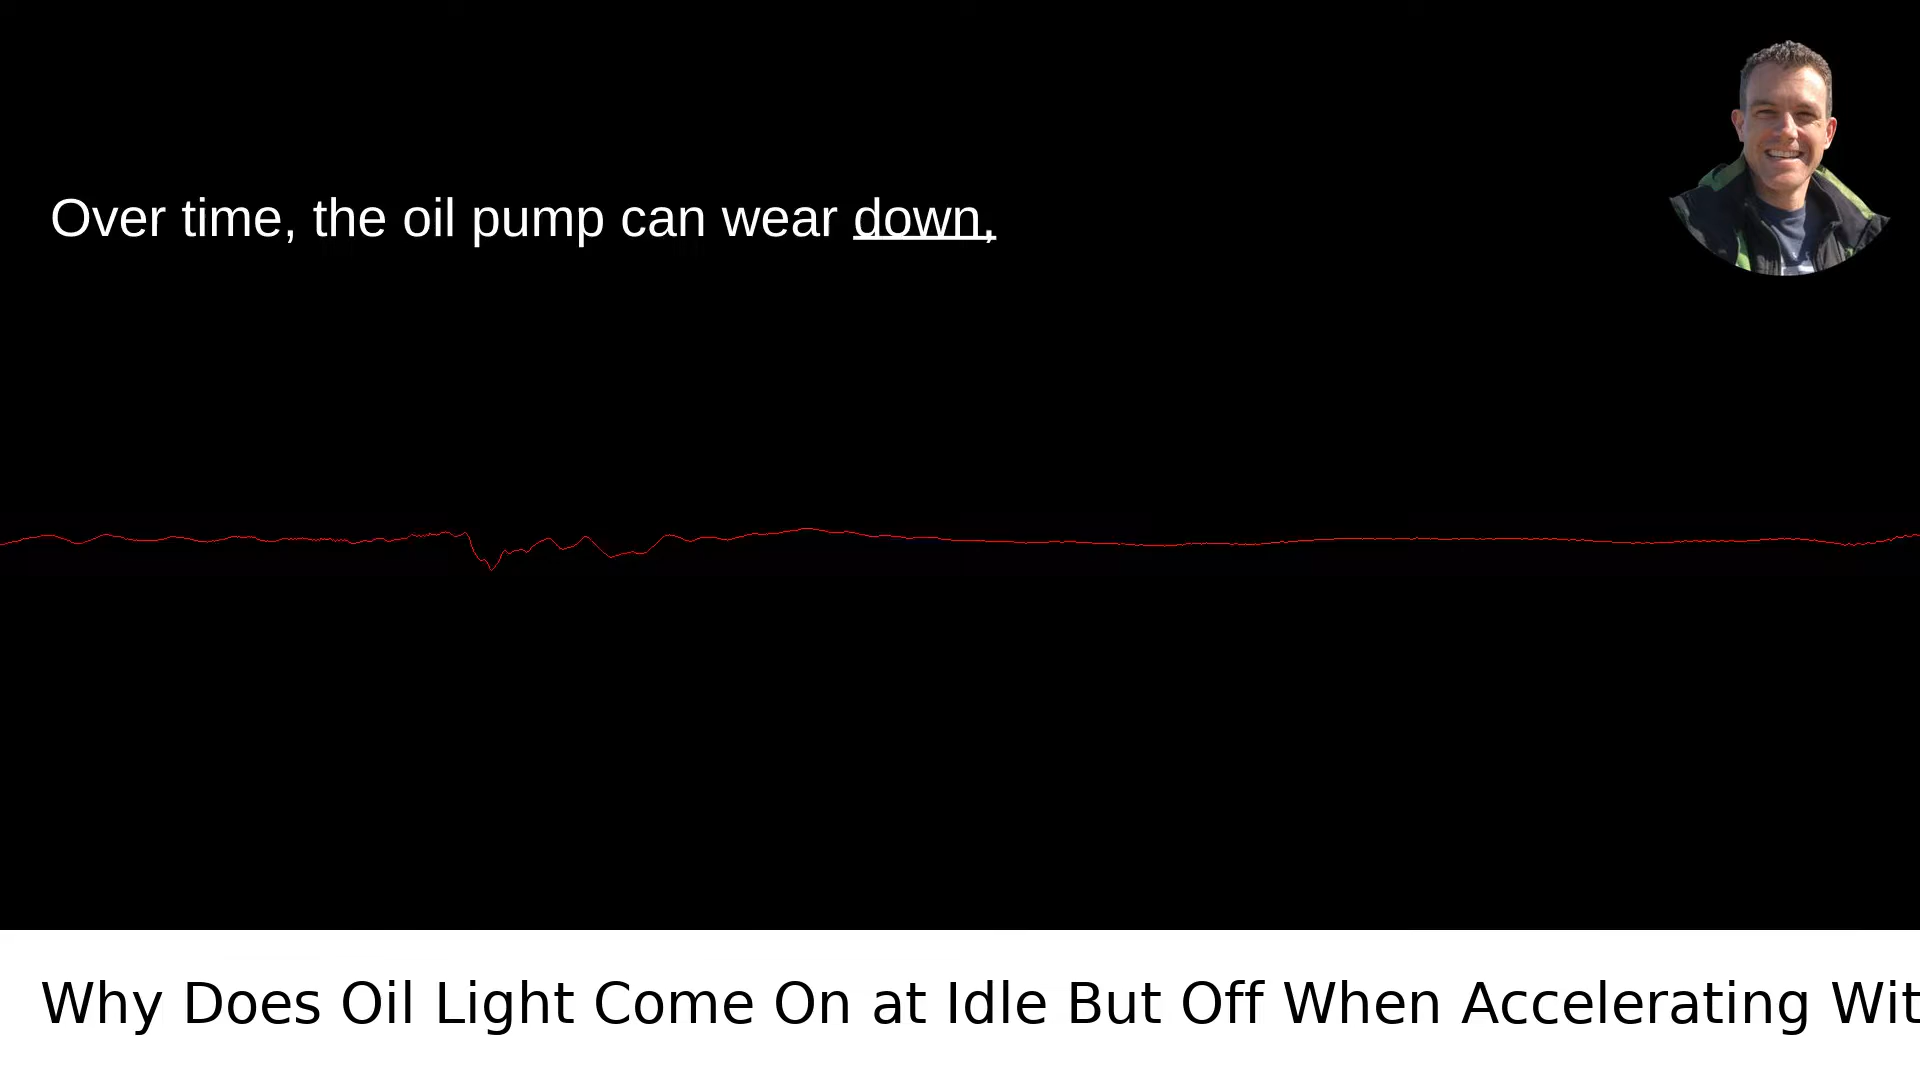 Over time, the oil pump can wear down,
Why Does Oil Light Come On at Idle But Off When Accelerating Wit